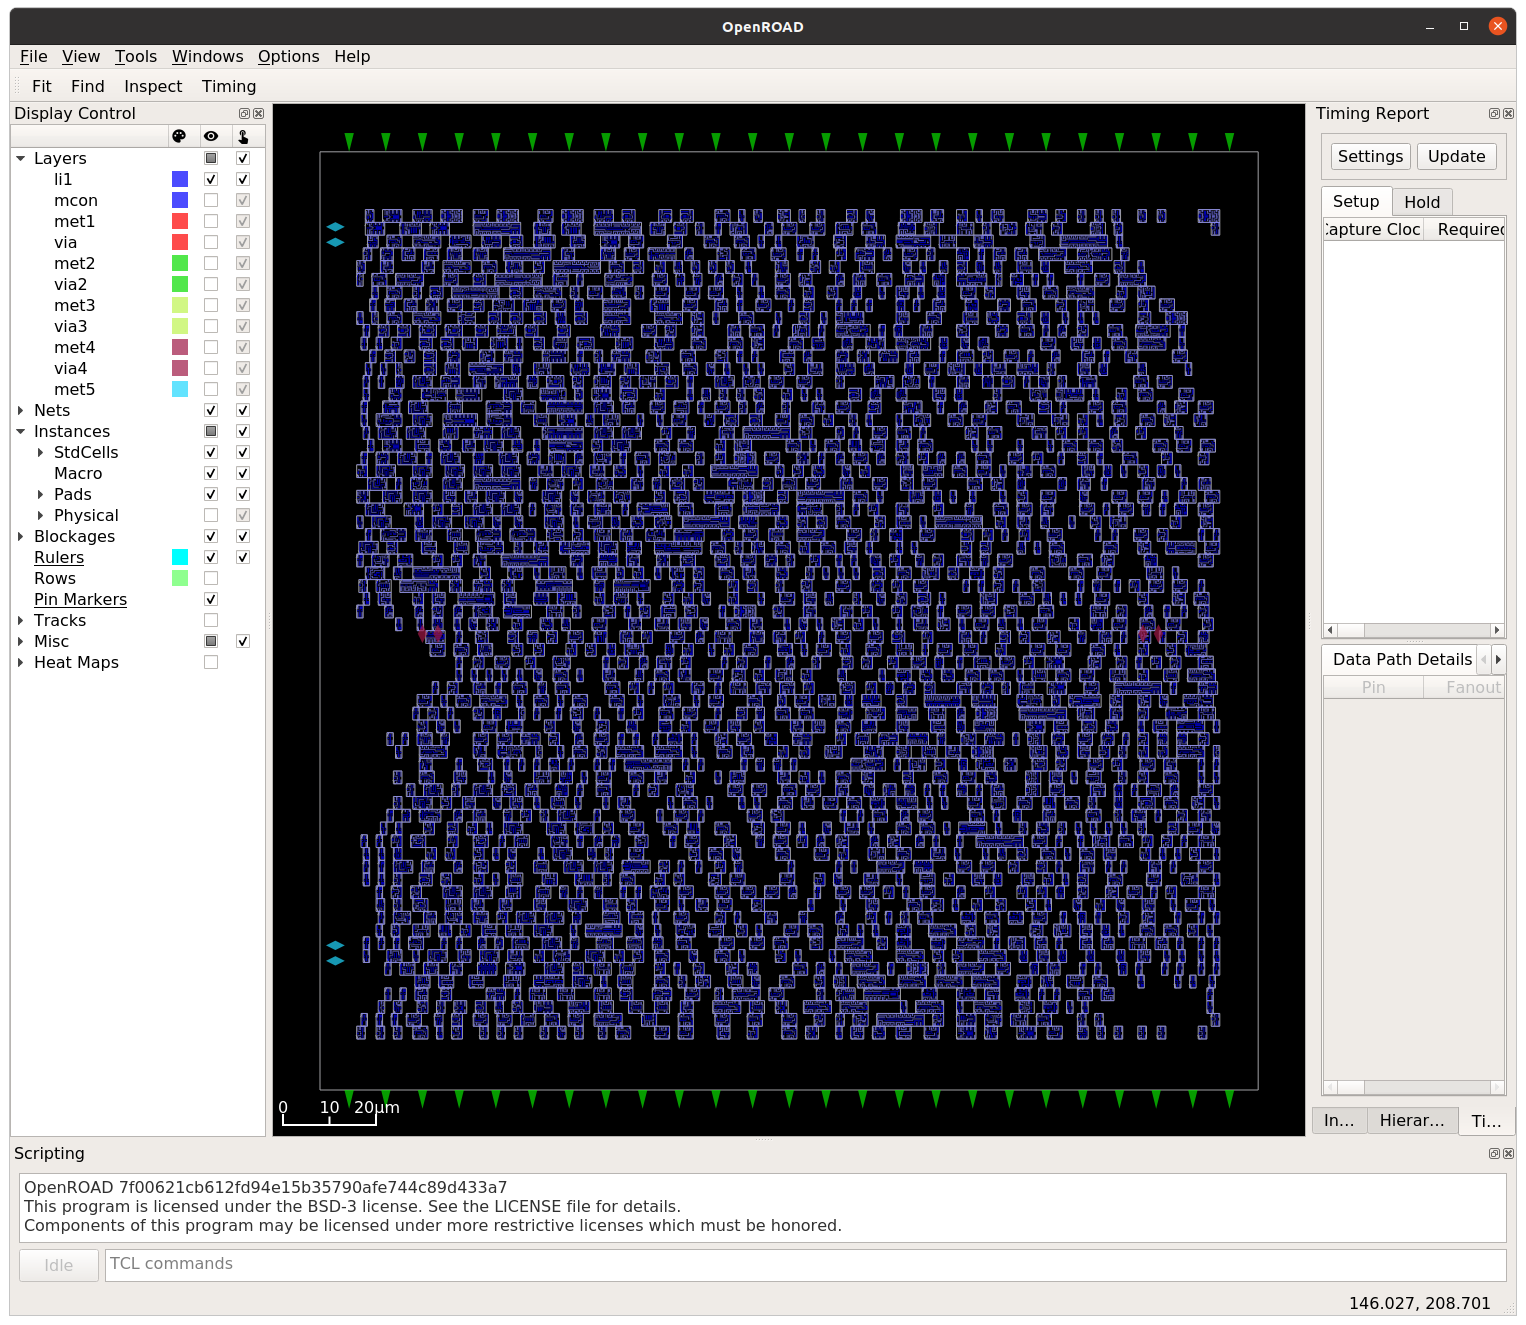 OpenROAD
File View Tools Windows Options Help
Fit Find Inspect Timing
Display Control
Layers
li1
mcon
met1
via
met2
via2
met3
via3
met4
via4
met5
Nets
Instances
StdCells
Macro
Pads
Physical
Blockages
Rulers
Rows
Pin Markers
Tracks
Misc
Heat Maps
0 10 20μm
Timing Report
Settings Update
Setup Hold
Capture Cloc Required
Data Path Details
Pin Fanout
In... Hierar... Ti...
Scripting
OpenROAD 7f00621cb612fd94e15b35790afe744c89d433a7
This program is licensed under the BSD-3 license. See the LICENSE file for details.
Components of this program may be licensed under more restrictive licenses which must be honored.
Idle TCL commands
146.027, 208.701